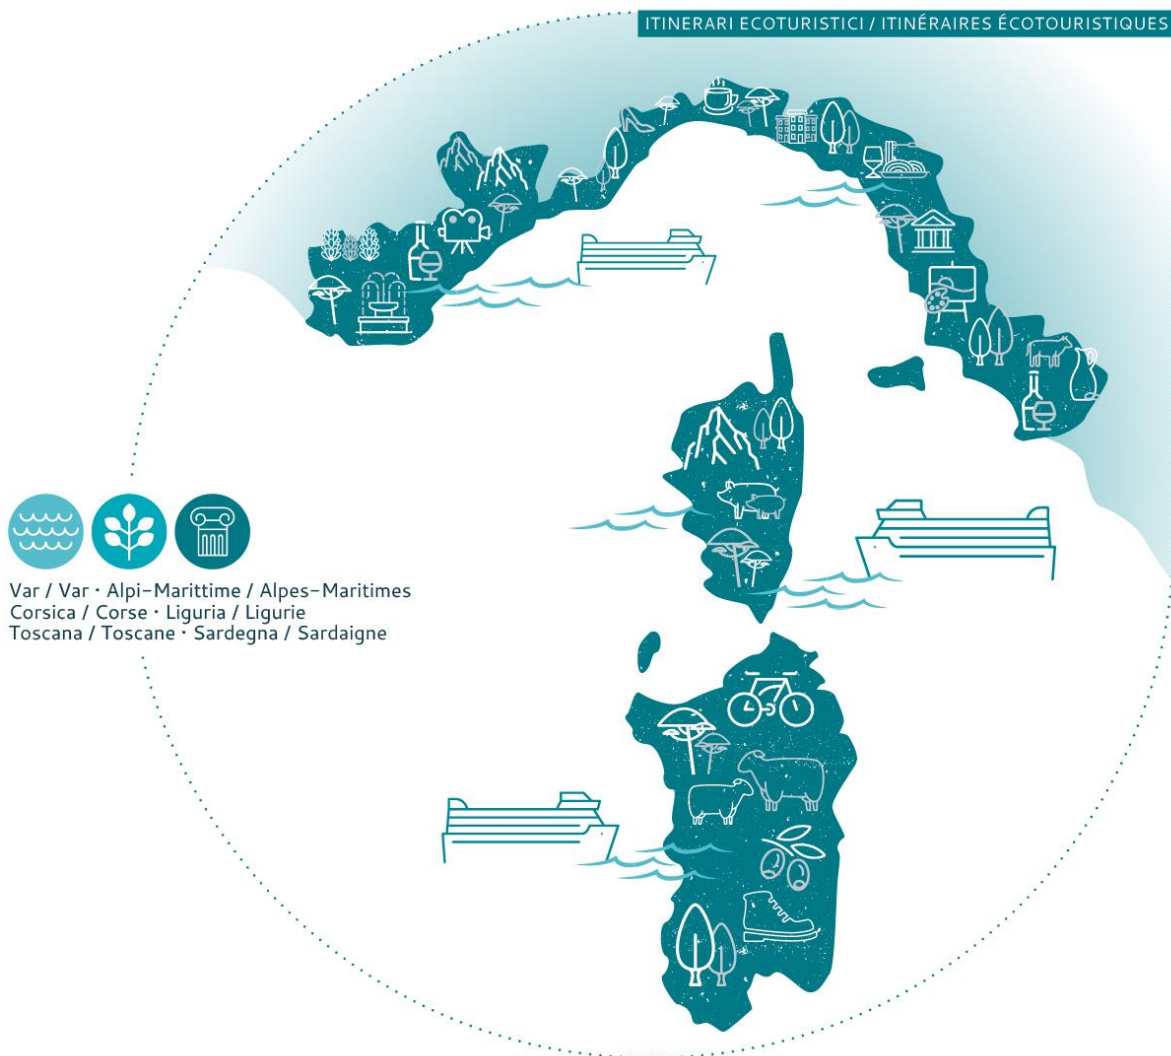 ITINERARI ECOTURISTICI / ITINÉRAIRES ÉCOTOURISTIQUES
Var / Var · Alpi-Marittime / Alpes-Maritimes
Corsica / Corse · Liguria / Ligurie
Toscana / Toscane · Sardegna / Sardaigne